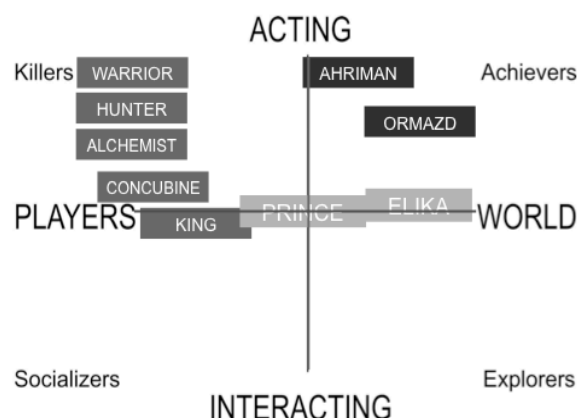 ACTING
Killers WARRIOR AHRIMAN Achievers
HUNTER
ORMAZD
ALCHEMIST
CONCUBINE
PLAYERS PRINCE ELIKA WORLD
KING
Socializers Explorers
INTERACTING